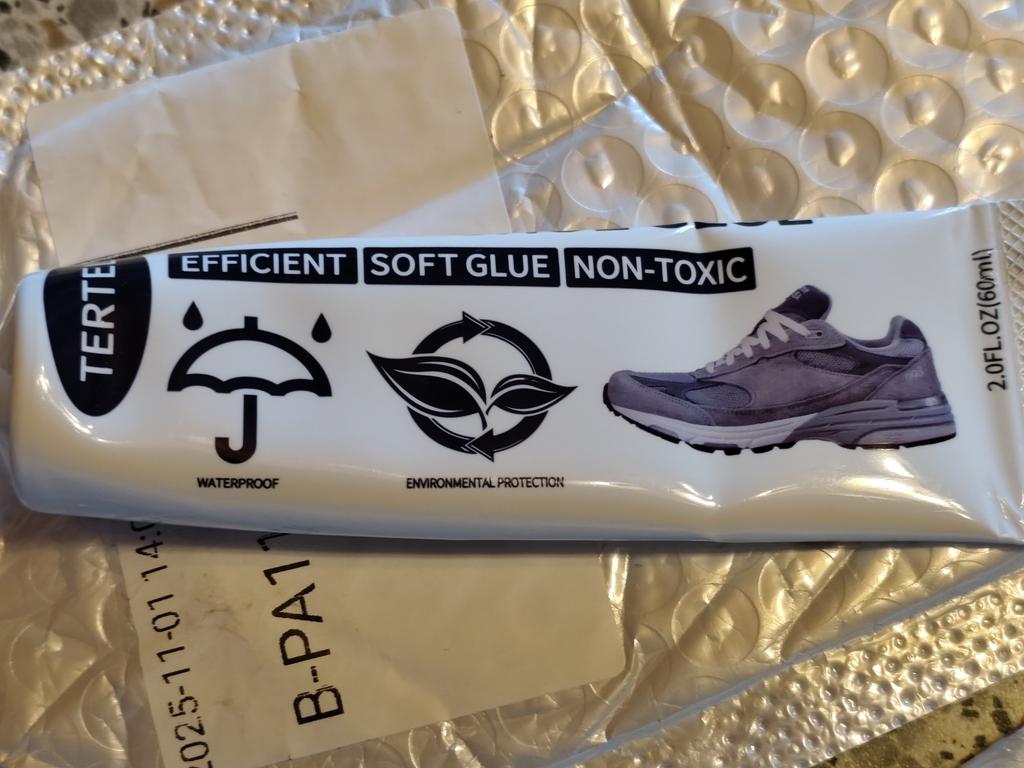 TERTE
EFFICIENT
SOFT GLUE
NON-TOXIC
WATERPROOF
ENVIRONMENTAL PROTECTION
2.0FL.OZ(60ml)
2025-11-01 14:
B-PA1